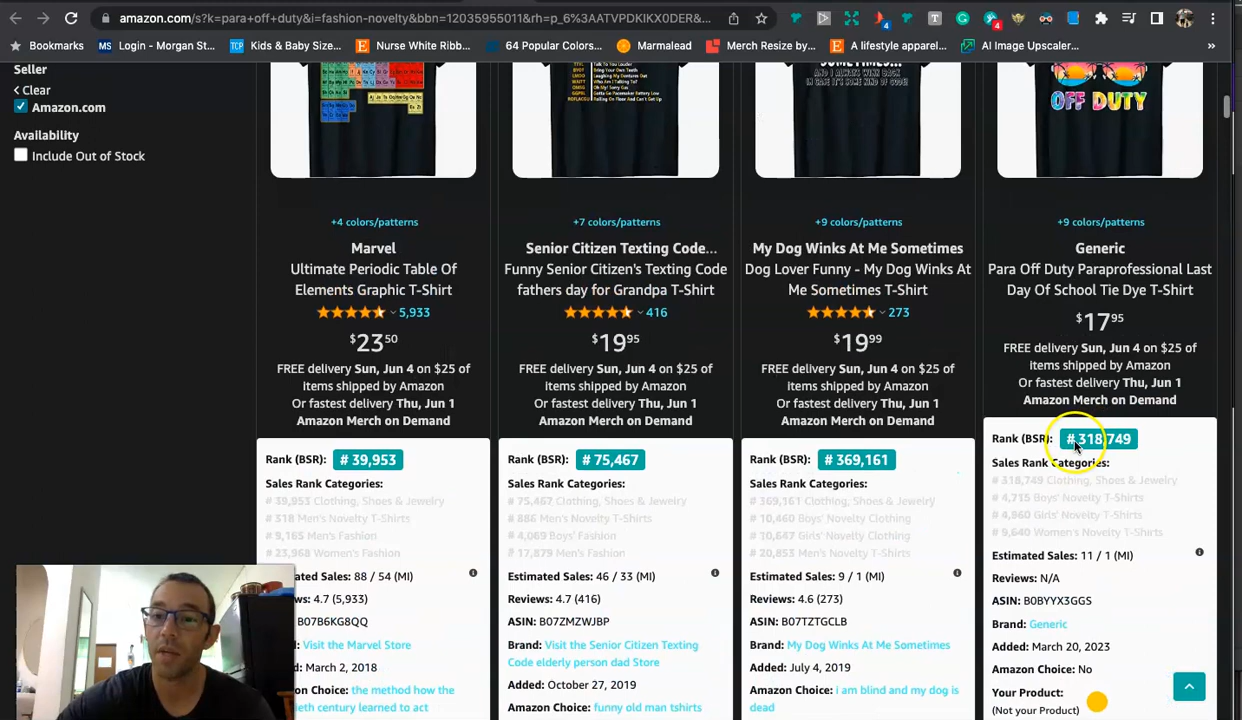 amazon.com/s?k=para+off+duty&i=fashion-novelty&bbn=12035955011&rh=p_6%3AATVPDKIKX0DER&...
Bookmarks
Login - Morgan St...
Kids & Baby Size...
Nurse White Ribb...
64 Popular Colors...
Marmalead
Merch Resize by...
A lifestyle apparel...
AI Image Upscaler...
Seller
Clear
Amazon.com
Availability
Include Out of Stock
OFF DUTY
+4 colors/patterns
Marvel
Ultimate Periodic Table Of
Elements Graphic T-Shirt
5,933
$23 50
FREE delivery Sun, Jun 4 on $25 of
items shipped by Amazon
Or fastest delivery Thu, Jun 1
Amazon Merch on Demand
Rank (BSR): # 39,953
Sales Rank Categories:
# 39,953 Clothing, Shoes & Jewelry
# 318 Men's Novelty T-Shirts
# 9,165 Men's Fashion
# 23,968 Women's Fashion
ated Sales: 88 / 54 (MI)
ws: 4.7 (5,933)
B07B6KG8QQ
: Visit the Marvel Store
March 2, 2018
on Choice: the method how the
ieth century learned to act
+7 colors/patterns
Senior Citizen Texting Code...
Funny Senior Citizen's Texting Code
fathers day for Grandpa T-Shirt
416
$19 95
FREE delivery Sun, Jun 4 on $25 of
items shipped by Amazon
Or fastest delivery Thu, Jun 1
Amazon Merch on Demand
Rank (BSR): # 75,467
Sales Rank Categories:
# 75,467 Clothing, Shoes & Jewelry
# 886 Men's Novelty T-Shirts
# 4,069 Boys' Fashion
# 17,879 Men's Fashion
Estimated Sales: 46 / 33 (MI)
Reviews: 4.7 (416)
ASIN: B07ZMZWJBP
Brand: Visit the Senior Citizen Texting
Code elderly person dad Store
Added: October 27, 2019
Amazon Choice: funny old man tshirts
+9 colors/patterns
My Dog Winks At Me Sometimes
Dog Lover Funny - My Dog Winks At
Me Sometimes T-Shirt
273
$19 99
FREE delivery Sun, Jun 4 on $25 of
items shipped by Amazon
Or fastest delivery Thu, Jun 1
Amazon Merch on Demand
Rank (BSR): # 369,161
Sales Rank Categories:
# 369,161 Clothing, Shoes & Jewelry
# 10,460 Boys' Novelty Clothing
# 10,647 Girls' Novelty Clothing
# 20,853 Men's Novelty T-Shirts
Estimated Sales: 9 / 1 (MI)
Reviews: 4.6 (273)
ASIN: B07TZTGCLB
Brand: My Dog Winks At Me Sometimes
Added: July 4, 2019
Amazon Choice: i am blind and my dog is
dead
+9 colors/patterns
Generic
Para Off Duty Paraprofessional Last
Day Of School Tie Dye T-Shirt
$17 95
FREE delivery Sun, Jun 4 on $25 of
items shipped by Amazon
Or fastest delivery Thu, Jun 1
Amazon Merch on Demand
Rank (BSR): # 318,749
Sales Rank Categories:
# 318,749 Clothing, Shoes & Jewelry
# 4,715 Boys' Novelty T-Shirts
# 4,960 Girls' Novelty T-Shirts
# 9,640 Women's Novelty T-Shirts
Estimated Sales: 11 / 1 (MI)
Reviews: N/A
ASIN: B0BYYX3GGS
Brand: Generic
Added: March 20, 2023
Amazon Choice: No
Your Product:
(Not your Product)